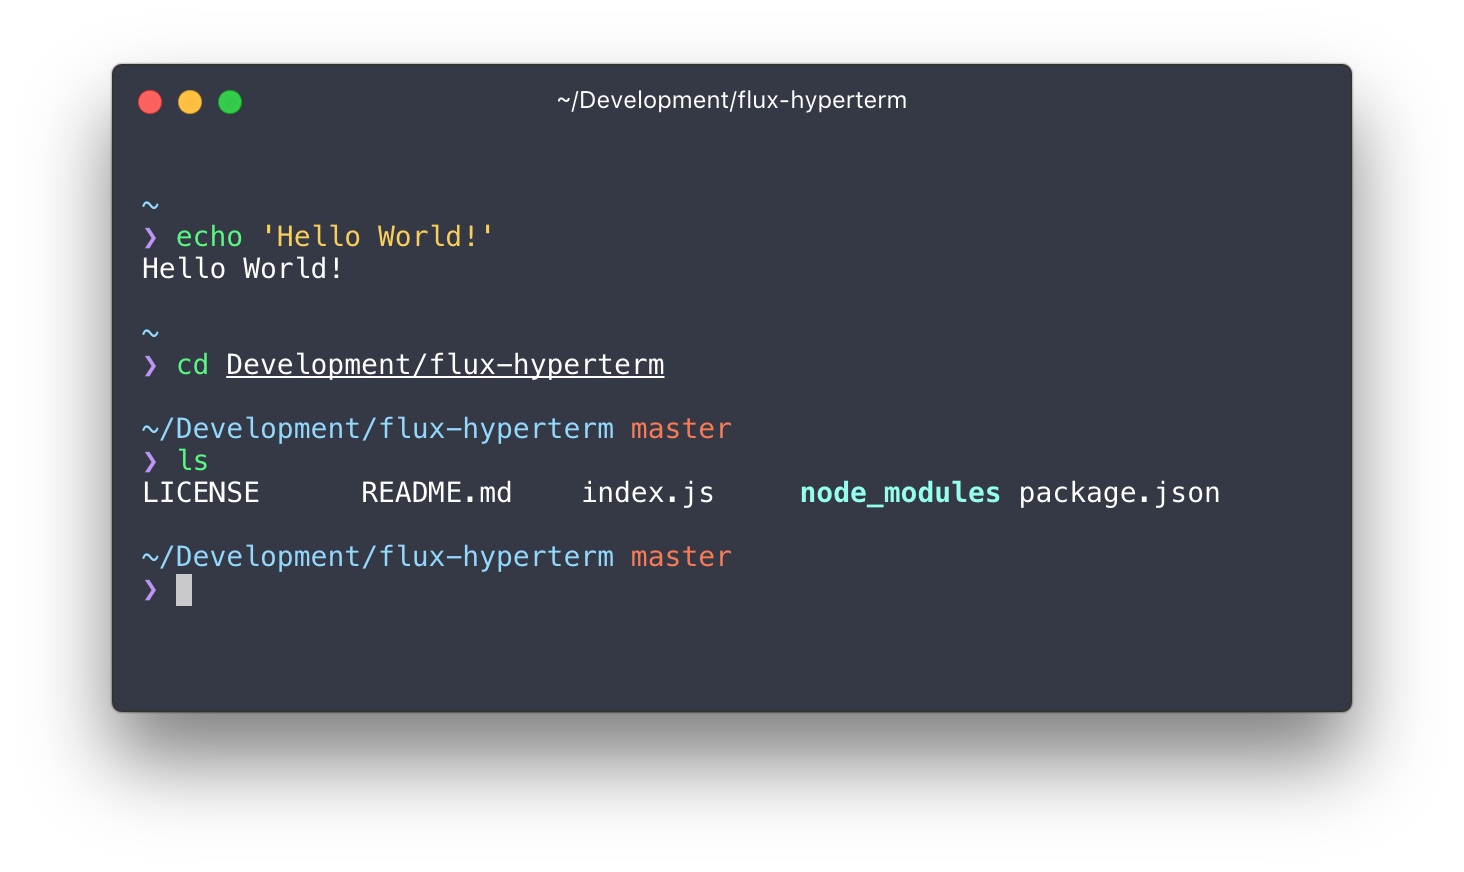 ~/Development/flux-hyperterm
~
❯ echo 'Hello World!'
Hello World!
~
❯ cd Development/flux-hyperterm
~/Development/flux-hyperterm master
❯ ls
LICENSE README.md index.js node_modules package.json
~/Development/flux-hyperterm master
❯